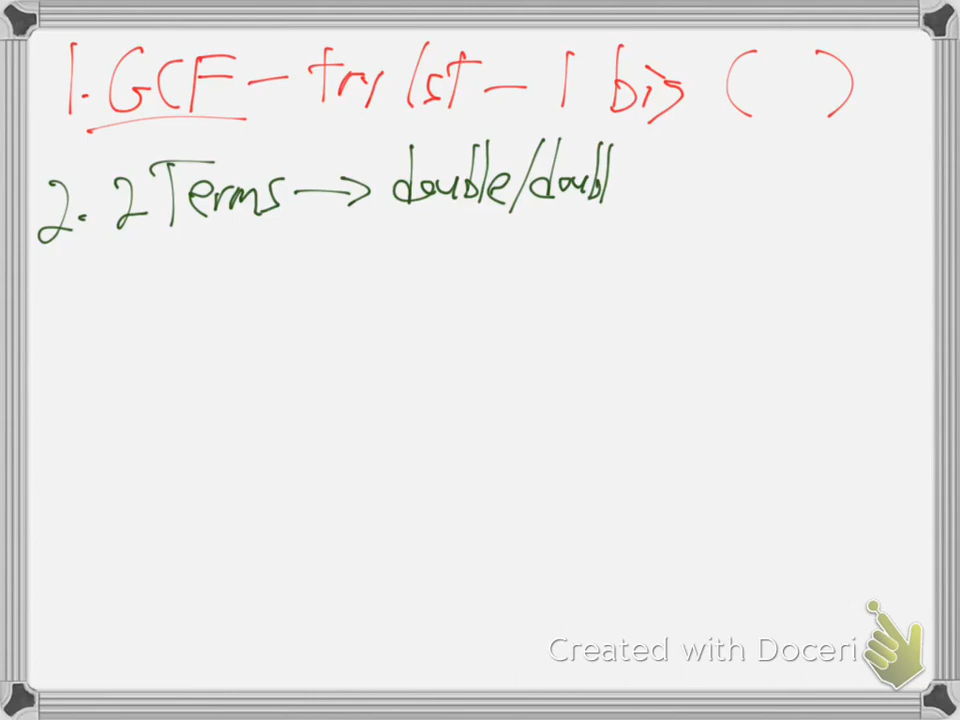 1. GCF - try 1st - 1 big ( )
2. 2 Terms → double/doubl
Created with Doceri